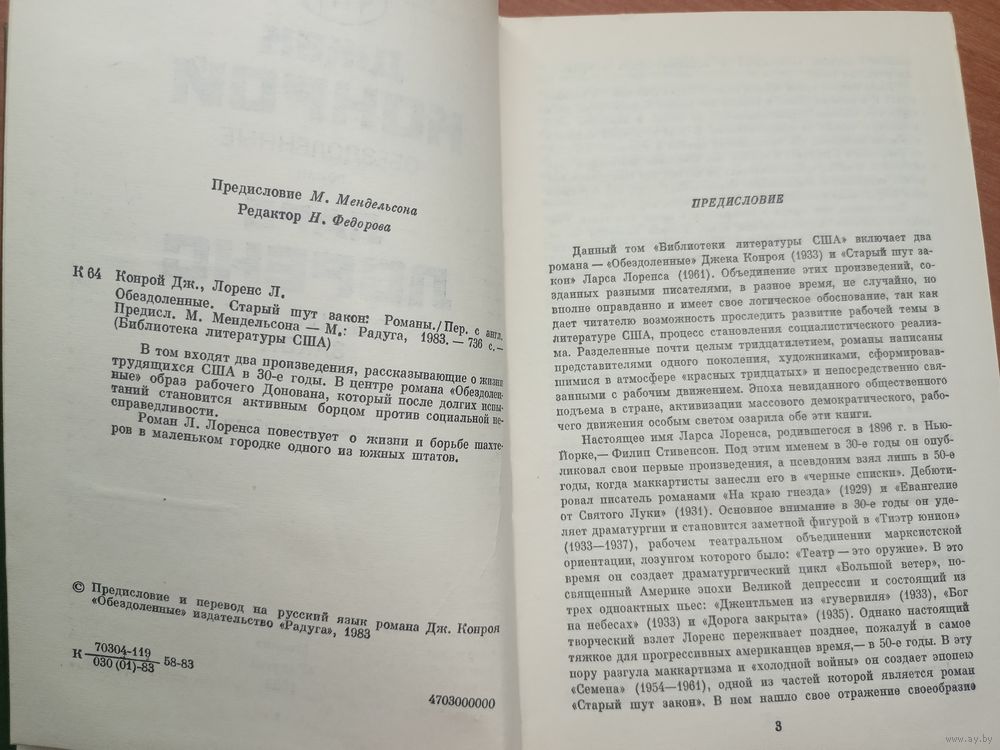 Предисловие М. Мендельсона
Редактор Н. Федорова
К 64 Конрой Дж., Лоренс Л.
Обездоленные. Старый шут закон: Романы./Пер. с англ.
Предисл. М. Мендельсона — М.: Радуга, 1983. — 736 с. —
(Библиотека литературы США)
В том входят два произведения, рассказывающие о жизни
трудящихся США в 30-е годы. В центре романа «Обездолен-
ные» образ рабочего Донована, который после долгих испы-
таний становится активным борцом против социальной не-
справедливости.
Роман Л. Лоренса повествует о жизни и борьбе шахте-
ров в маленьком городке одного из южных штатов.
© Предисловие и перевод на русский язык романа Дж. Конроя
«Обездоленные» издательство «Радуга», 1983
К 70304-119
030 (01)-83 58-83
4703000000
ПРЕДИСЛОВИЕ
Данный том «Библиотеки литературы США» включает два
романа — «Обездоленные» Джека Конроя (1933) и «Старый шут за-
кон» Ларса Лоренса (1961). Объединение этих произведений, со-
зданных разными писателями, в разное время, не случайно, но
вполне оправданно и имеет свое логическое обоснование, так как
дает читателю возможность проследить развитие рабочей темы в
литературе США, процесс становления социалистического реализ-
ма. Разделенные почти целым тридцатилетием, романы написаны
представителями одного поколения, художниками, сформировав-
шимися в атмосфере «красных тридцатых» и непосредственно свя-
занными с рабочим движением. Эпоха невиданного общественного
подъема в стране, активизации массового демократического, рабо-
чего движения особым светом озарила обе эти книги.
Настоящее имя Ларса Лоренса, родившегося в 1896 г. в Нью-
Йорке,— Филип Стивенсон. Под этим именем в 30-е годы он опуб-
ликовал свои первые произведения, а псевдоним взял лишь в 50-е
годы, когда маккартисты занесли его в «черные списки». Дебюти-
ровал писатель романами «На краю гнезда» (1929) и «Евангелие
от Святого Луки» (1931). Основное внимание в 30-е годы он уде-
ляет драматургии и становится заметной фигурой в «Тиэтр юнион»
(1933—1937), рабочем театральном объединении марксистской
ориентации, лозунгом которого было: «Театр — это оружие». В это
время он создает драматургический цикл «Большой ветер», по-
священный Америке эпохи Великой депрессии и состоящий из
трех одноактных пьес: «Джентльмен из «гувервиля» (1933), «Бог
на небесах» (1933) и «Дорога закрыта» (1935). Однако настоящий
творческий взлет Лоренс переживает позднее, пожалуй в самое
тяжкое для прогрессивных американцев время,— в 50-е годы. В эту
пору разгула маккартизма и «холодной войны» он создает эпопею
«Семена» (1954—1961), одной из частей которой является роман
«Старый шут закон». В нем нашло свое отражение своеобразие
3
www.ay.by